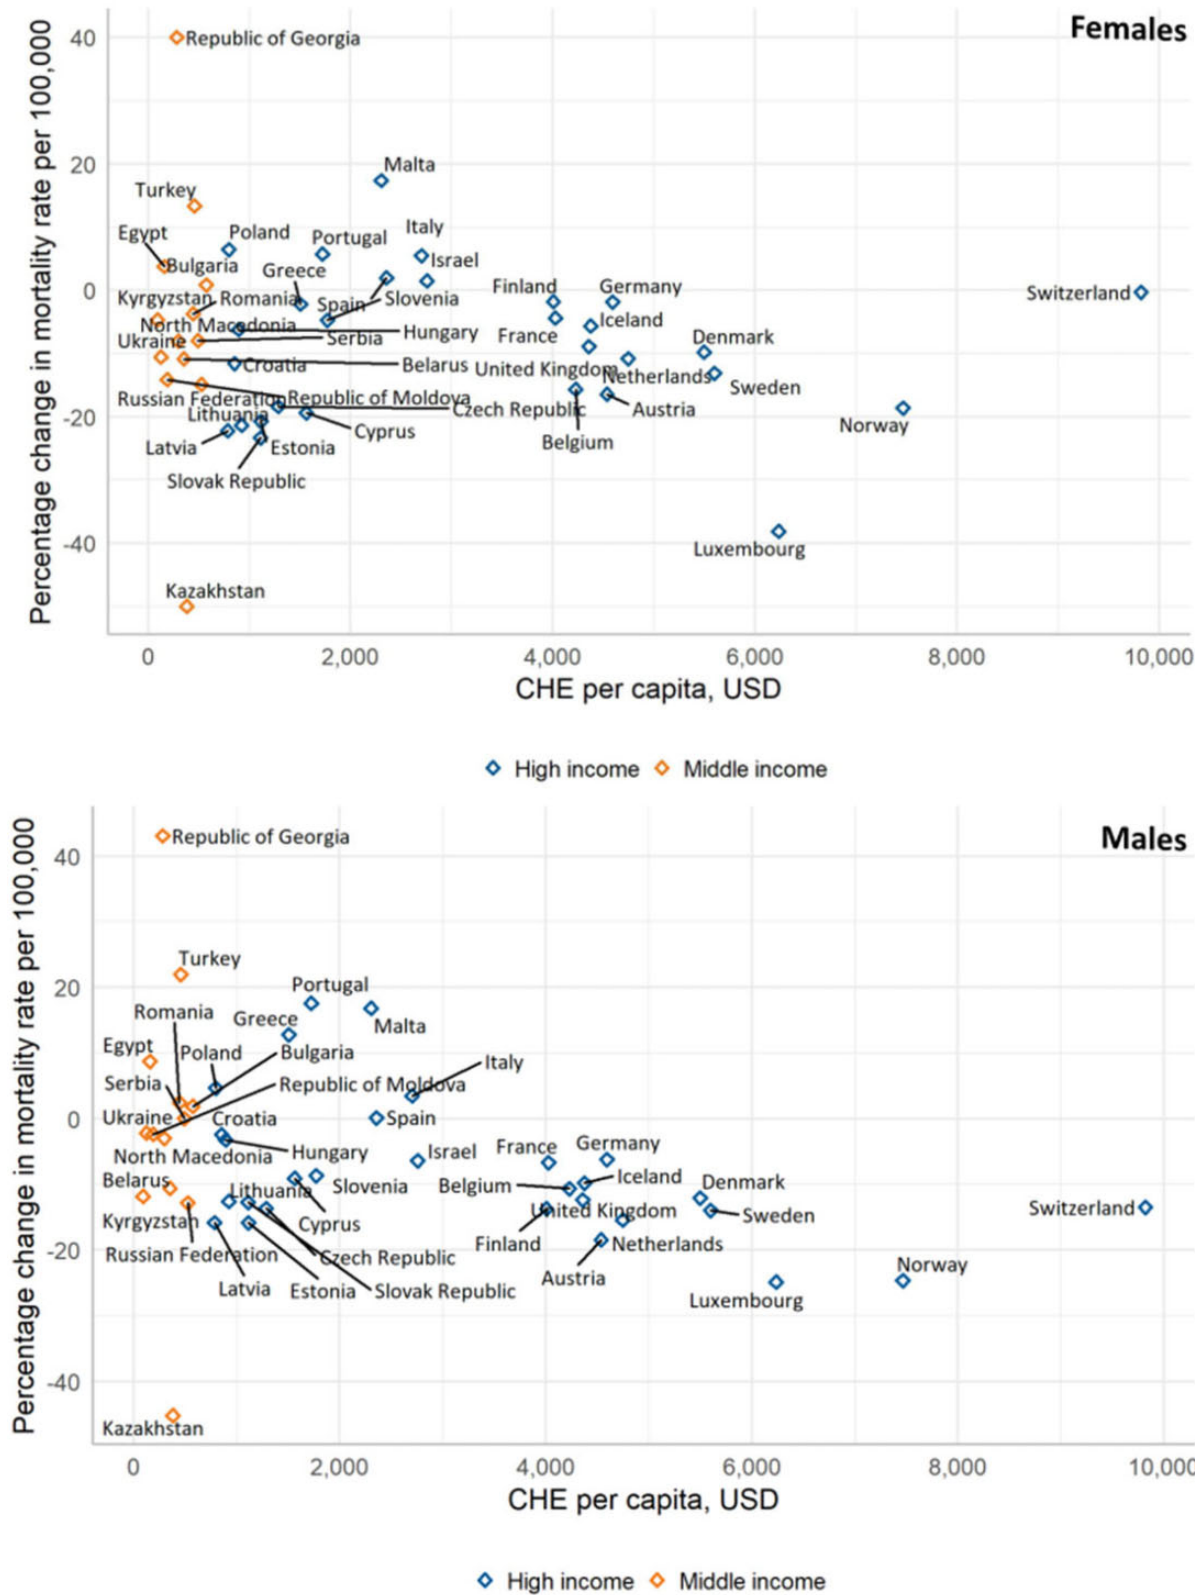 Females
Percentage change in mortality rate per 100,000
40
20
0
-20
-40
Republic of Georgia
Malta
Turkey
Egypt
Poland
Portugal
Italy
Bulgaria
Greece
Israel
Finland
Germany
Switzerland
Kyrgyzstan
Romania
Spain
Slovenia
North Macedonia
Iceland
Ukraine
Serbia
Hungary
France
Denmark
Croatia
Belarus
United Kingdom
Netherlands
Sweden
Russian Federation
Republic of Moldova
Lithuania
Czech Republic
Austria
Norway
Latvia
Estonia
Cyprus
Belgium
Slovak Republic
Luxembourg
Kazakhstan
0
2,000
4,000
6,000
8,000
10,000
CHE per capita, USD
High income
Middle income
Males
Percentage change in mortality rate per 100,000
40
20
0
-20
-40
Republic of Georgia
Turkey
Portugal
Romania
Greece
Malta
Egypt
Poland
Bulgaria
Italy
Serbia
Republic of Moldova
Ukraine
Croatia
Spain
North Macedonia
Hungary
Israel
France
Germany
Belarus
Lithuania
Slovenia
Belgium
Iceland
Denmark
Kyrgyzstan
Cyprus
United Kingdom
Sweden
Switzerland
Russian Federation
Czech Republic
Finland
Netherlands
Latvia
Estonia
Slovak Republic
Austria
Norway
Luxembourg
Kazakhstan
0
2,000
4,000
6,000
8,000
10,000
CHE per capita, USD
High income
Middle income